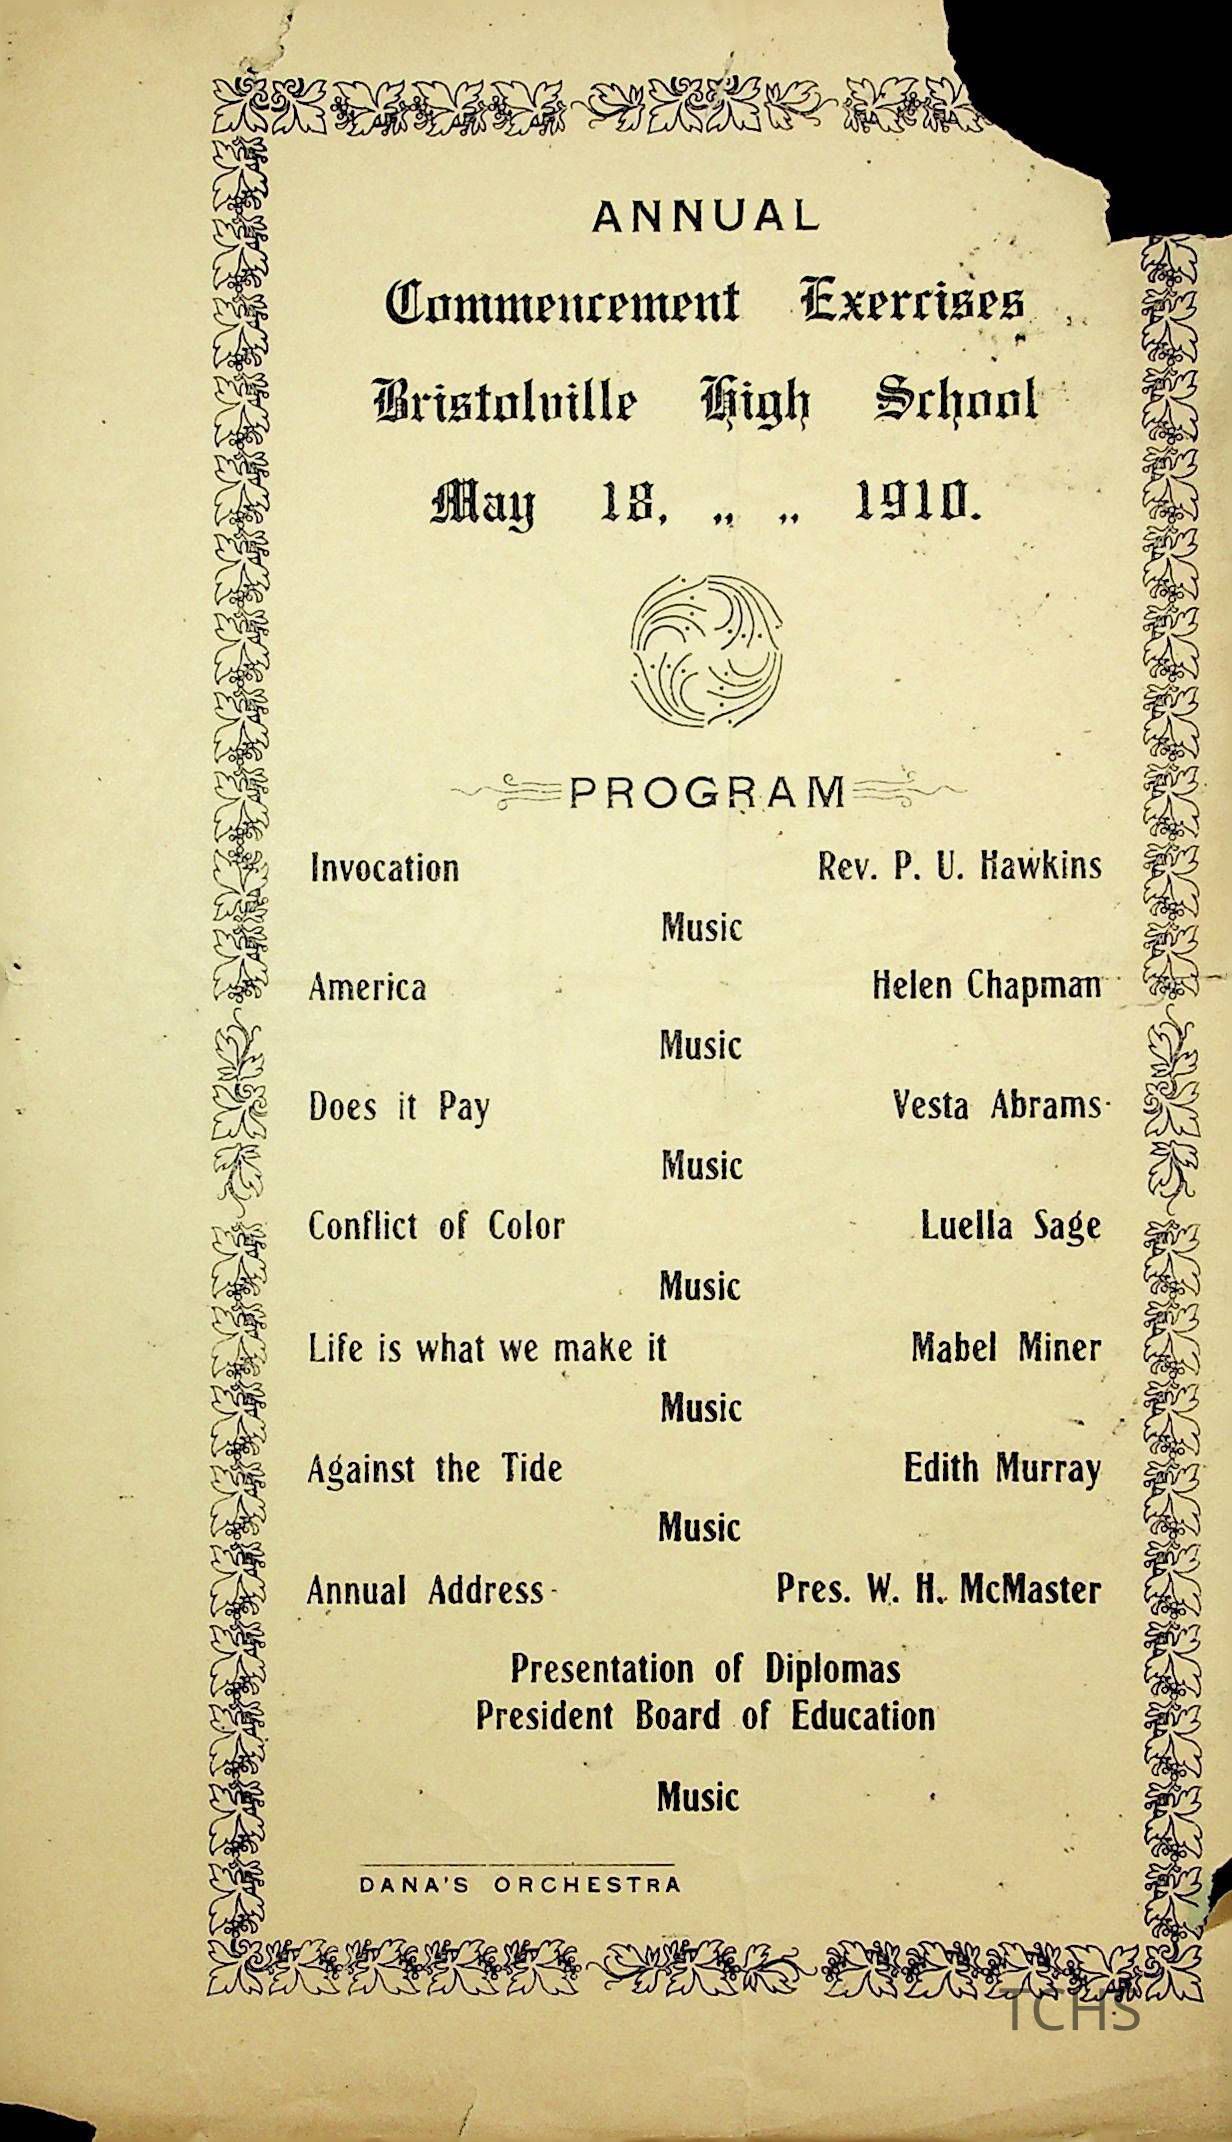 ANNUAL
Commencement Exercises
Bristolville High School
May 18, „ „ 1910.
PROGRAM
Invocation Rev. P. U. Hawkins
Music
America Helen Chapman
Music
Does it Pay Vesta Abrams
Music
Conflict of Color Luella Sage
Music
Life is what we make it Mabel Miner
Music
Against the Tide Edith Murray
Music
Annual Address Pres. W. H. McMaster
Presentation of Diplomas
President Board of Education
Music
DANA'S ORCHESTRA
TCHS